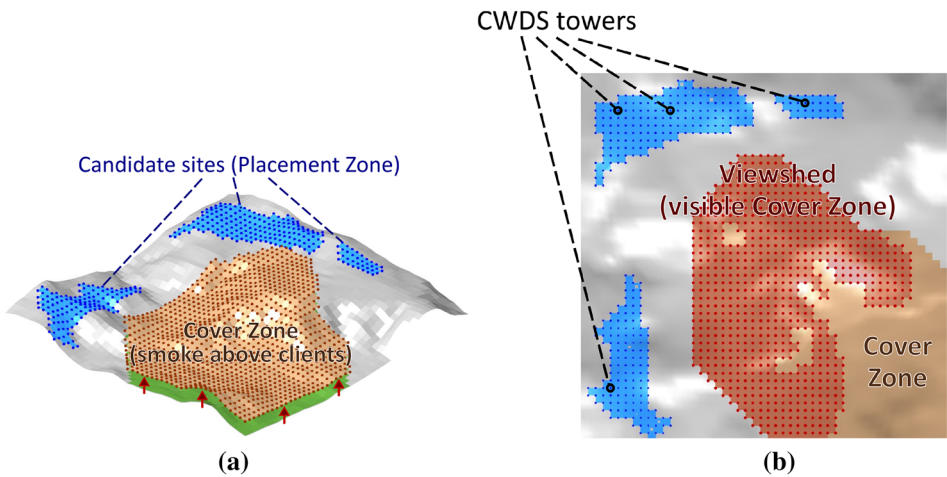 CWDS towers
Candidate sites (Placement Zone)
Cover Zone
(smoke above clients)
Viewshed
(visible Cover Zone)
Cover
Zone
(a)
(b)